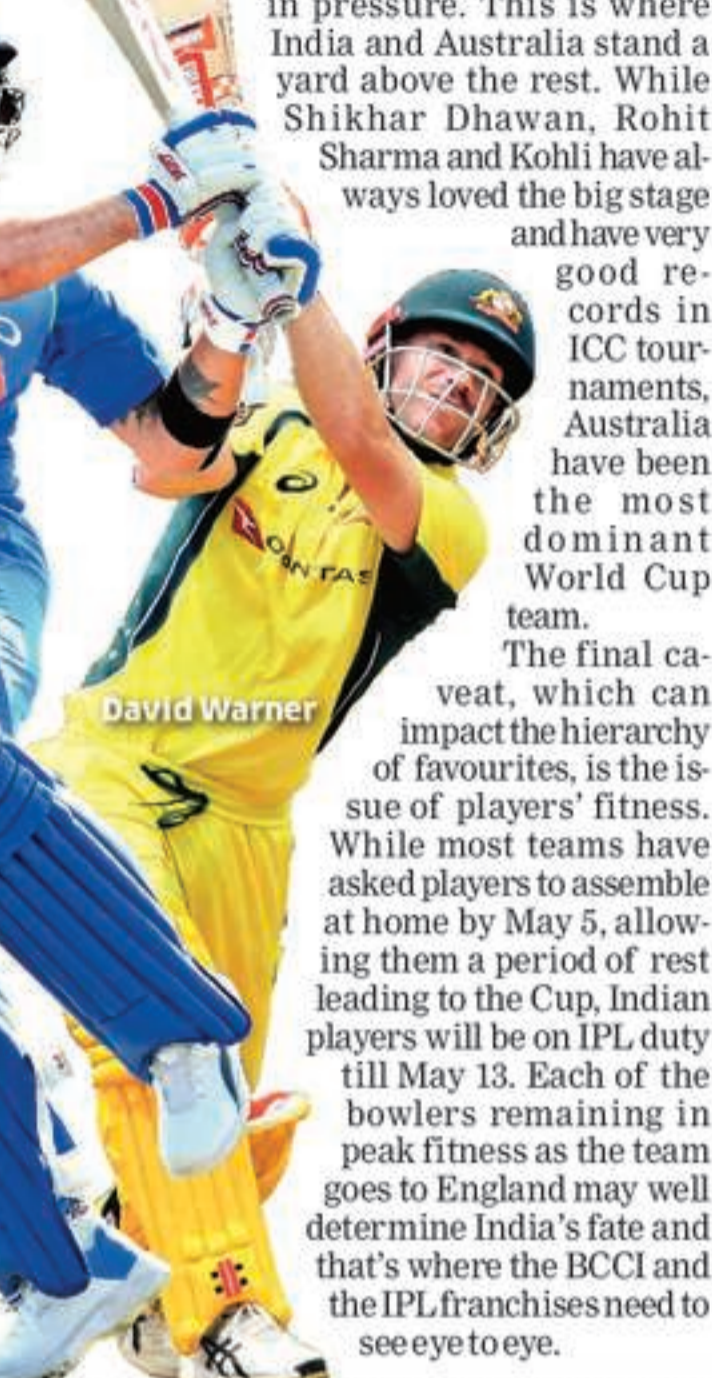 in pressure. This is where
India and Australia stand a
yard above the rest. While
Shikhar Dhawan, Rohit
Sharma and Kohli have al-
ways loved the big stage
and have very
good re-
cords in
ICC tour-
naments,
Australia
have been
the most
dominant
World Cup
team.
The final ca-
veat, which can
impact the hierarchy
of favourites, is the is-
sue of players' fitness.
While most teams have
asked players to assemble
at home by May 5, allow-
ing them a period of rest
leading to the Cup, Indian
players will be on IPL duty
till May 13. Each of the
bowlers remaining in
peak fitness as the team
goes to England may well
determine India's fate and
that's where the BCCI and
the IPL franchises need to
see eye to eye.
QANTAS
David Warner